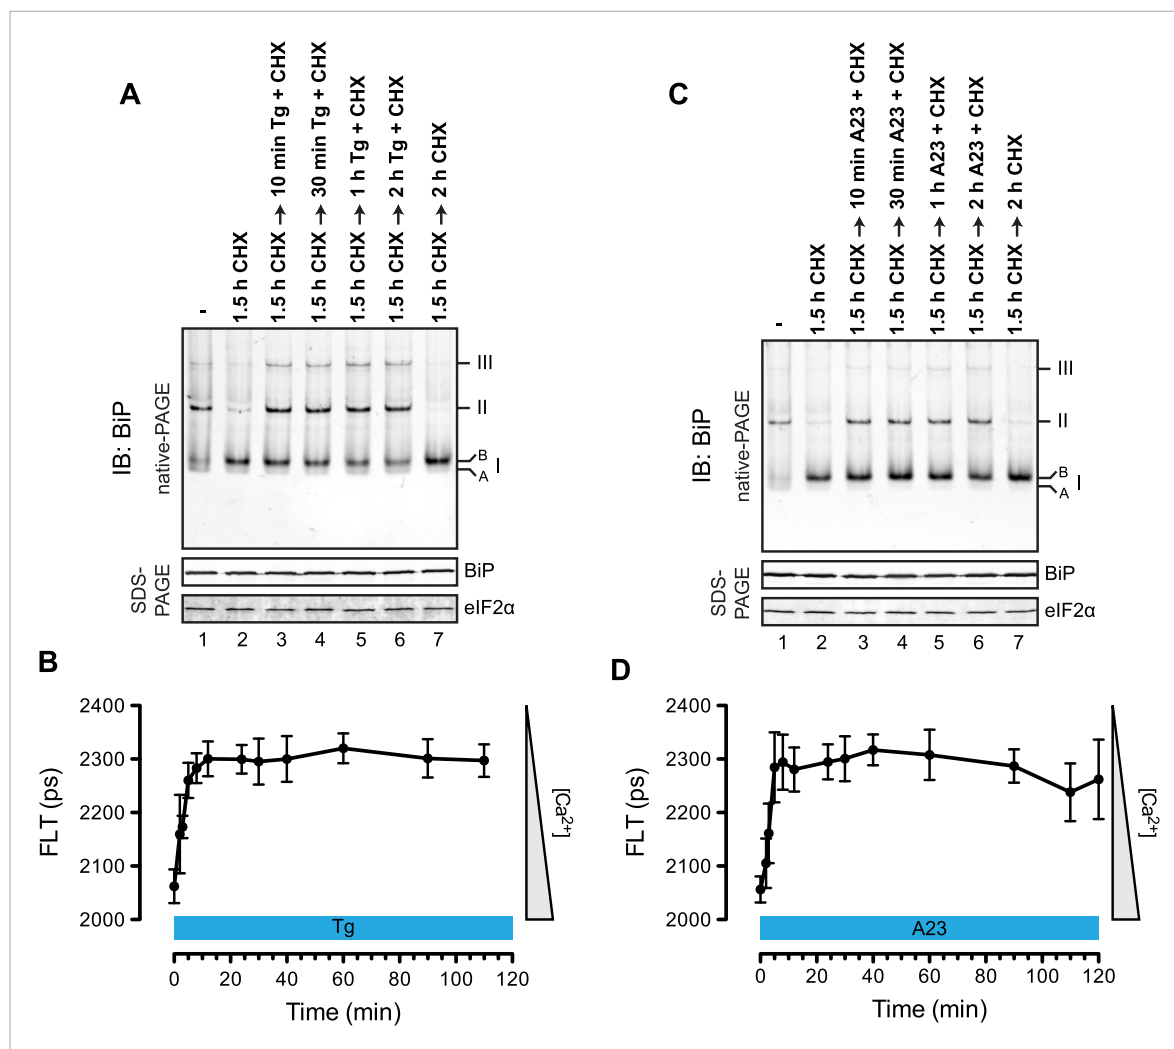 A
-
1.5 h CHX
1.5 h CHX → 10 min Tg + CHX
1.5 h CHX → 30 min Tg + CHX
1.5 h CHX → 1 h Tg + CHX
1.5 h CHX → 2 h Tg + CHX
1.5 h CHX → 2 h CHX
IB: BiP
native-PAGE
III
II
B
A
I
SDS-
PAGE
BiP
eIF2α
1 2 3 4 5 6 7
C
-
1.5 h CHX
1.5 h CHX → 10 min A23 + CHX
1.5 h CHX → 30 min A23 + CHX
1.5 h CHX → 1 h A23 + CHX
1.5 h CHX → 2 h A23 + CHX
1.5 h CHX → 2 h CHX
IB: BiP
native-PAGE
III
II
B
A
I
SDS-
PAGE
BiP
eIF2α
1 2 3 4 5 6 7
B
FLT (ps)
2400
2300
2200
2100
2000
[Ca²⁺]
Tg
0 20 40 60 80 100 120
Time (min)
D
FLT (ps)
2400
2300
2200
2100
2000
[Ca²⁺]
A23
0 20 40 60 80 100 120
Time (min)